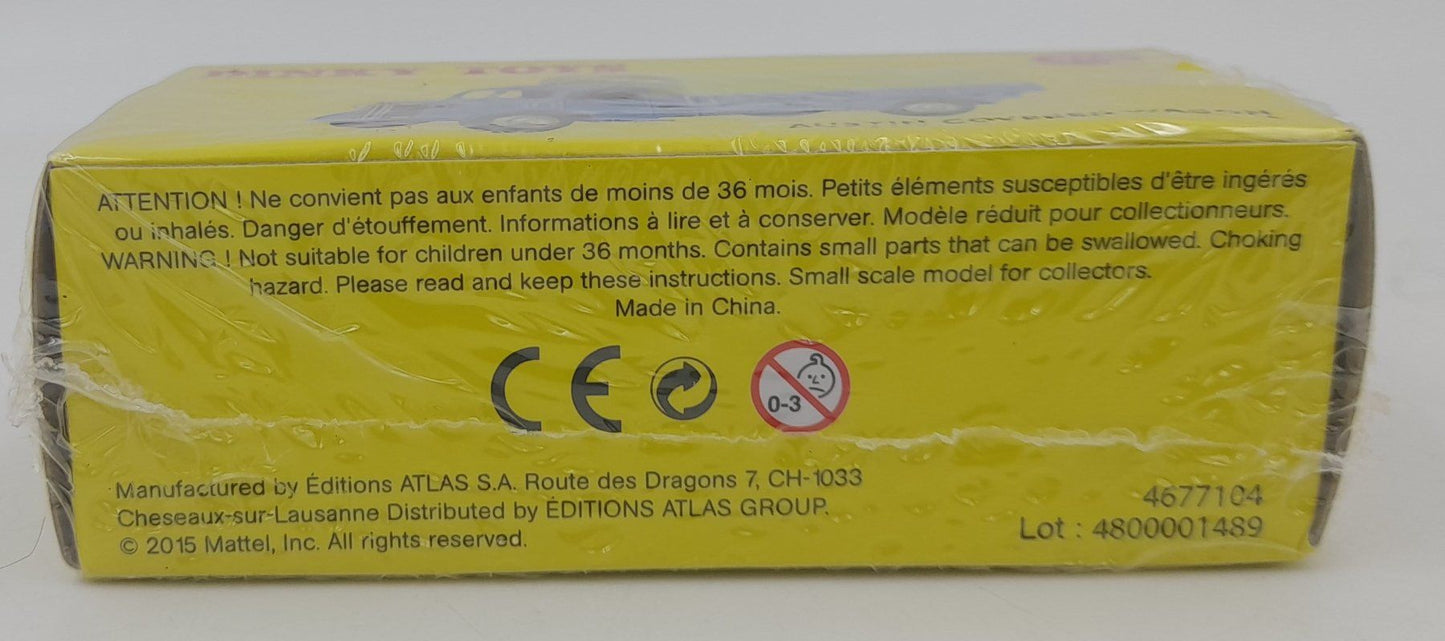 DINKY TOYS
AUSTIN COVERED WAGON
ATTENTION ! Ne convient pas aux enfants de moins de 36 mois. Petits éléments susceptibles d'être ingérés
ou inhalés. Danger d'étouffement. Informations à lire et à conserver. Modèle réduit pour collectionneurs.
WARNING ! Not suitable for children under 36 months. Contains small parts that can be swallowed. Choking
hazard. Please read and keep these instructions. Small scale model for collectors.
Made in China.
CE
0-3
Manufactured by Éditions ATLAS S.A. Route des Dragons 7, CH-1033
Cheseaux-sur-Lausanne Distributed by ÉDITIONS ATLAS GROUP.
© 2015 Mattel, Inc. All rights reserved.
4677104
Lot : 4800001489